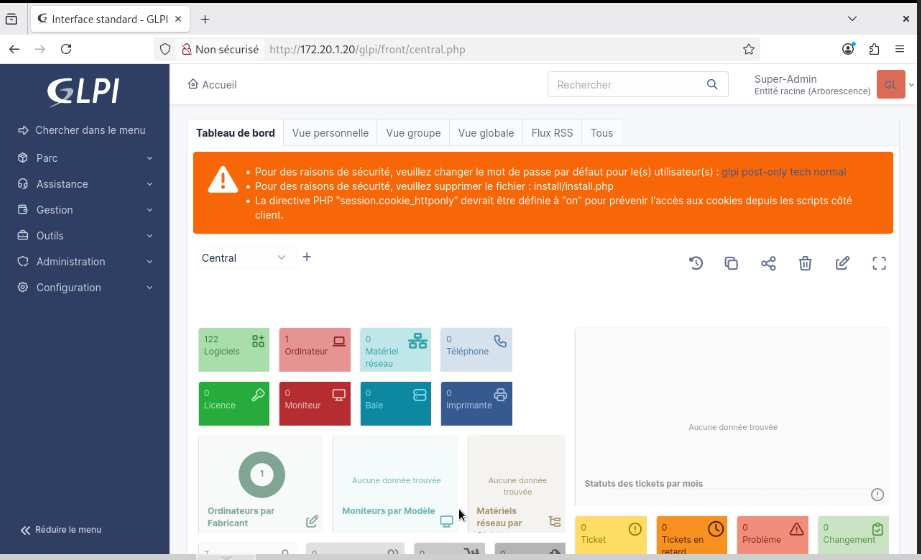 Interface standard - GLPI
Non sécurisé
http://172.20.1.20/glpi/front/central.php
GLPI
Chercher dans le menu
Parc
Assistance
Gestion
Outils
Administration
Configuration
Réduire le menu
Accueil
Rechercher
Super-Admin
Entité racine (Arborescence)
GL
Tableau de bord
Vue personnelle
Vue groupe
Vue globale
Flux RSS
Tous
Pour des raisons de sécurité, veuillez changer le mot de passe par défaut pour le(s) utilisateur(s) : glpi post-only tech normal
Pour des raisons de sécurité, veuillez supprimer le fichier : install/install.php
La directive PHP "session.cookie_httponly" devrait être définie à "on" pour prévenir l'accès aux cookies depuis les scripts côté
client.
Central
122
Logiciels
1
Ordinateur
0
Matériel
réseau
0
Téléphone
0
Licence
0
Moniteur
0
Baie
0
Imprimante
1
Ordinateurs par
Fabricant
Aucune donnée trouvée
Moniteurs par Modèle
Aucune donnée
trouvée
Matériels
réseau par
Aucune donnée trouvée
Statuts des tickets par mois
0
Ticket
0
Tickets en
retard
0
Problème
0
Changement